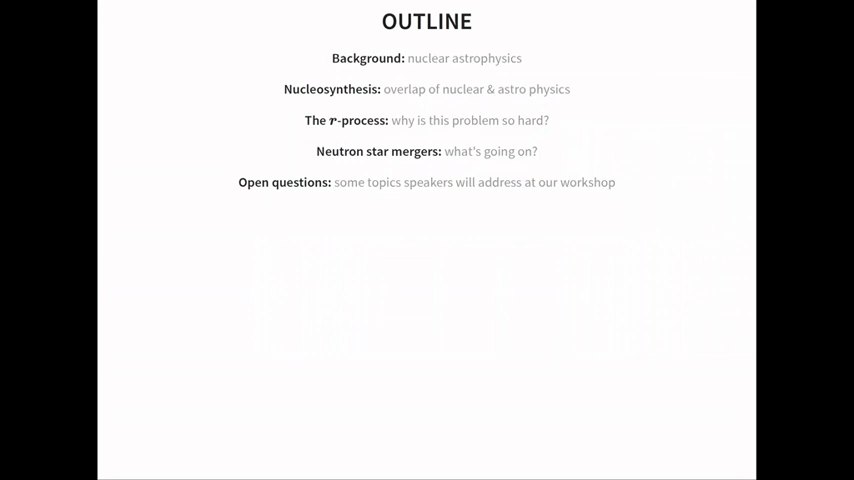 OUTLINE
Background: nuclear astrophysics
Nucleosynthesis: overlap of nuclear & astro physics
The r-process: why is this problem so hard?
Neutron star mergers: what's going on?
Open questions: some topics speakers will address at our workshop